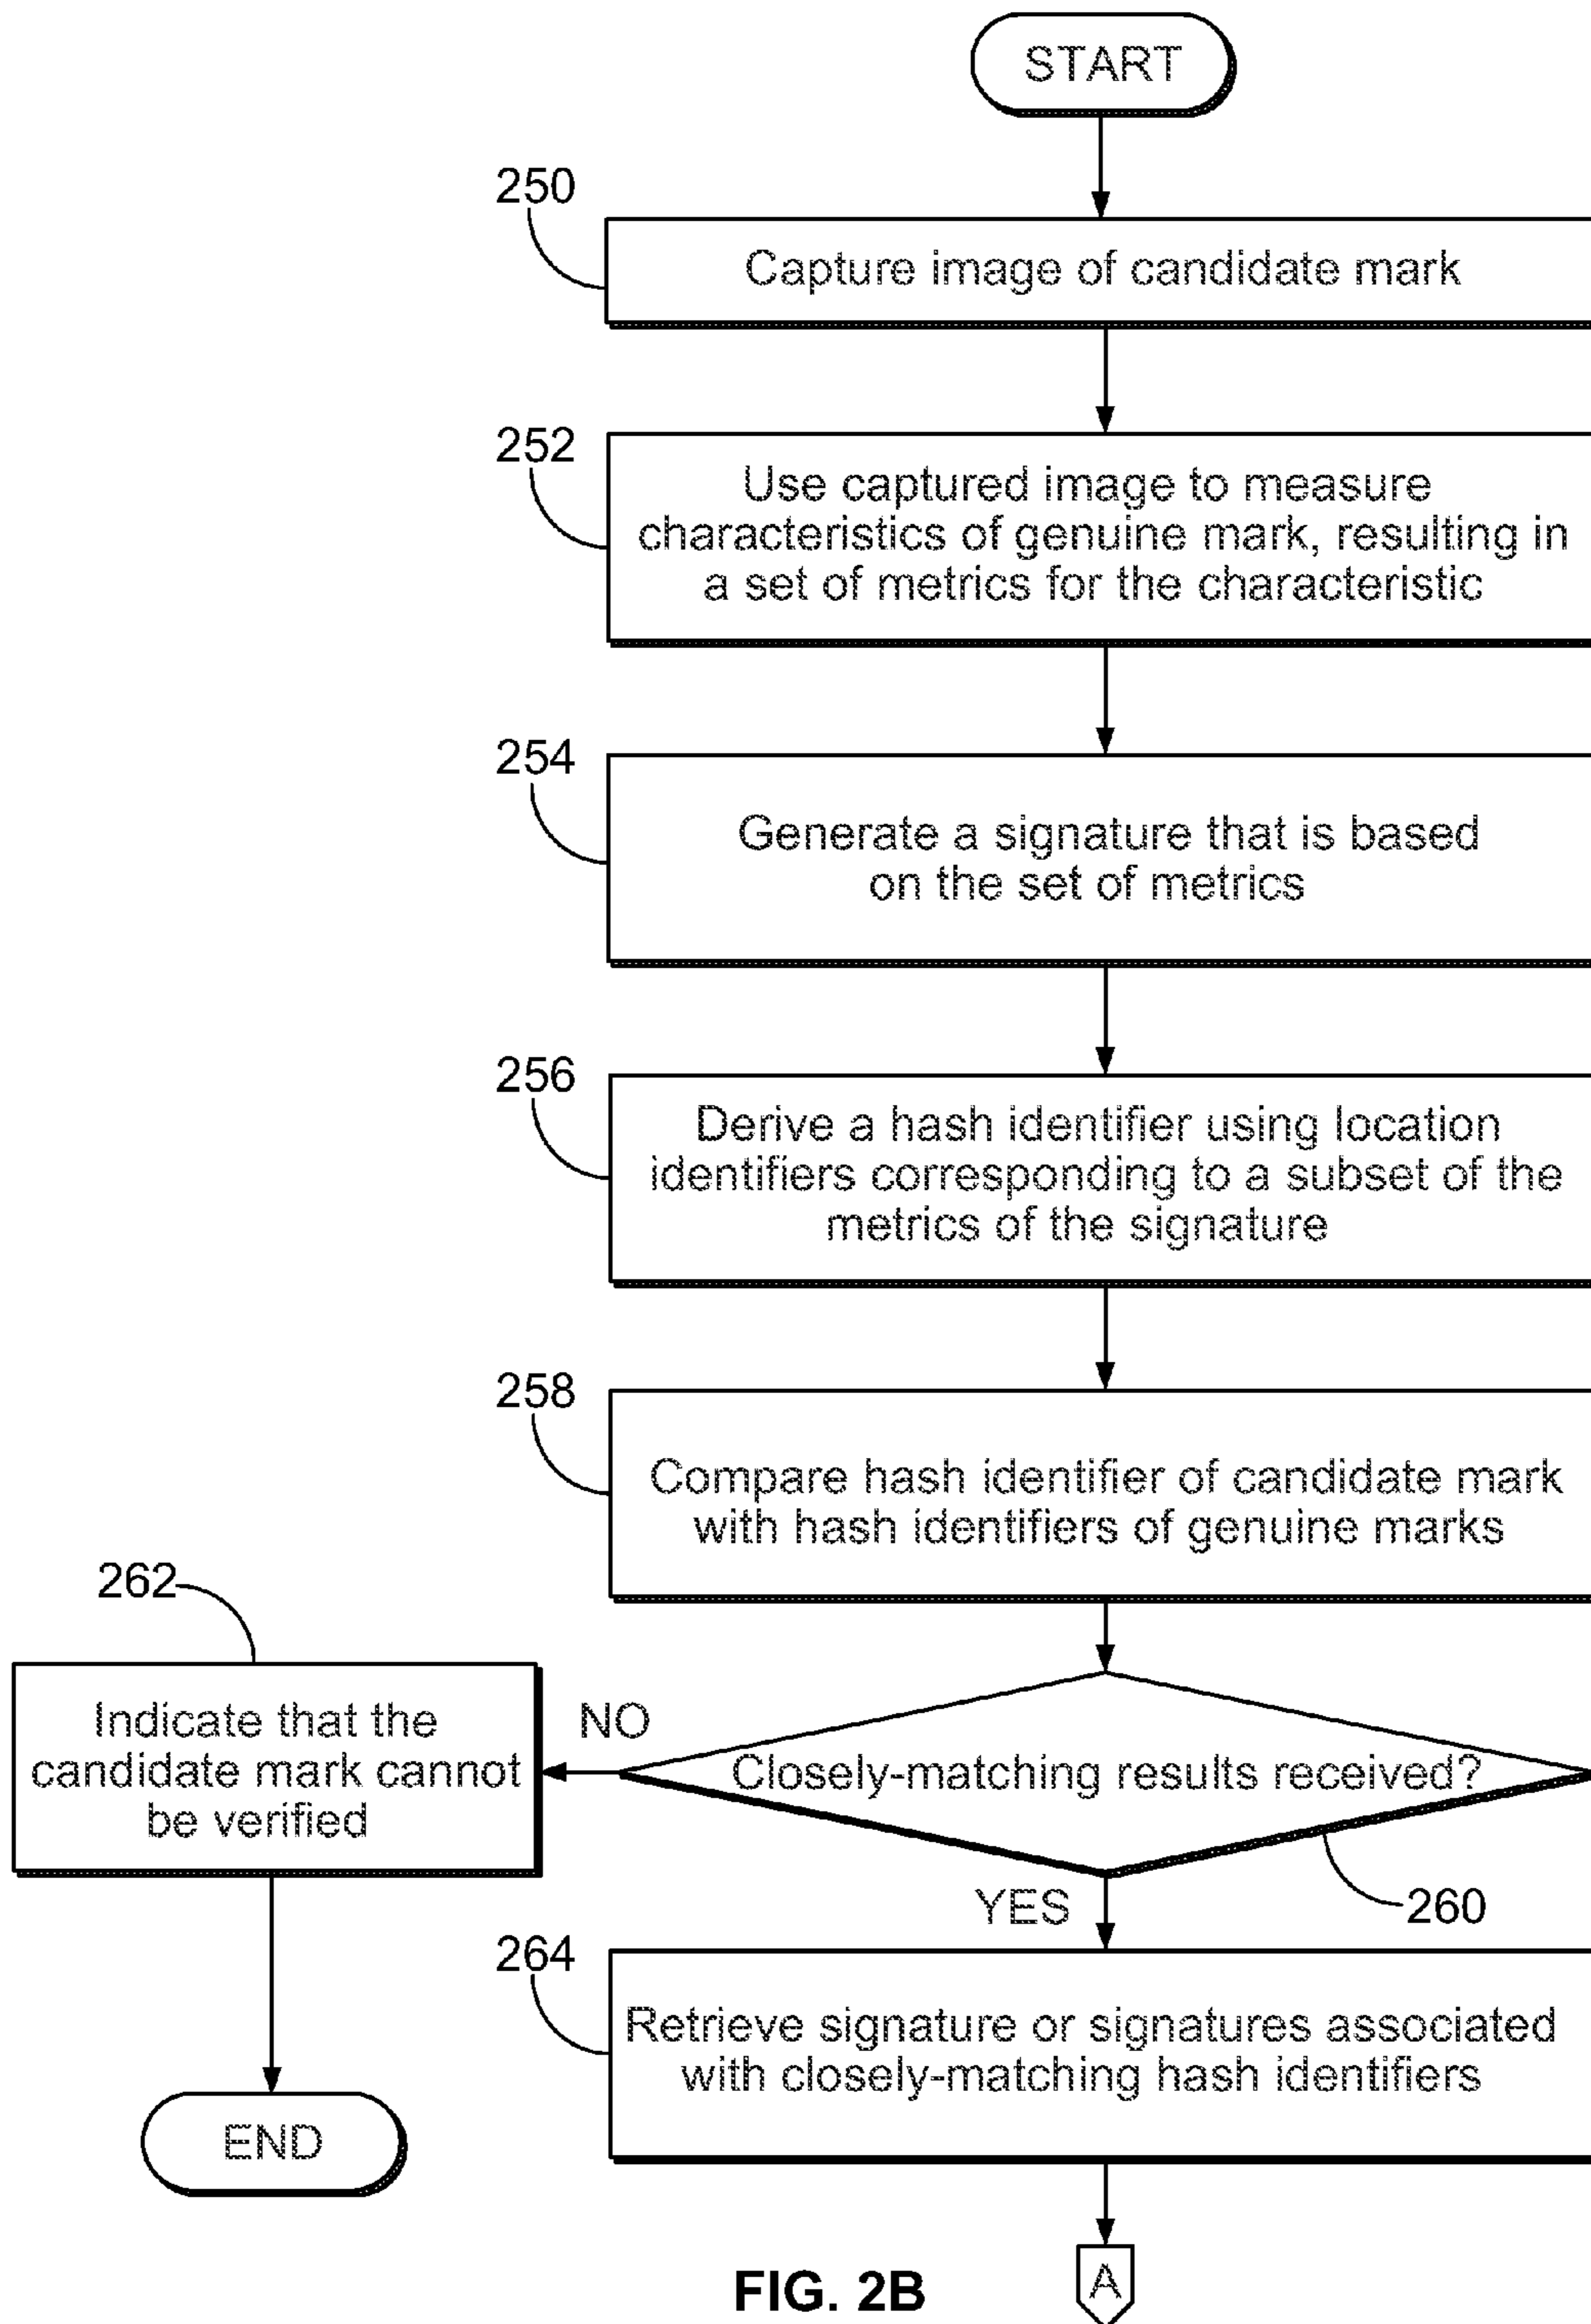 START
250
Capture image of candidate mark
252
Use captured image to measure
characteristics of genuine mark, resulting in
a set of metrics for the characteristic
254
Generate a signature that is based
on the set of metrics
256
Derive a hash identifier using location
identifiers corresponding to a subset of the
metrics of the signature
258
Compare hash identifier of candidate mark
with hash identifiers of genuine marks
262
Indicate that the
candidate mark cannot
be verified
NO
Closely-matching results received?
YES
260
264
Retrieve signature or signatures associated
with closely-matching hash identifiers
END
A
FIG. 2B